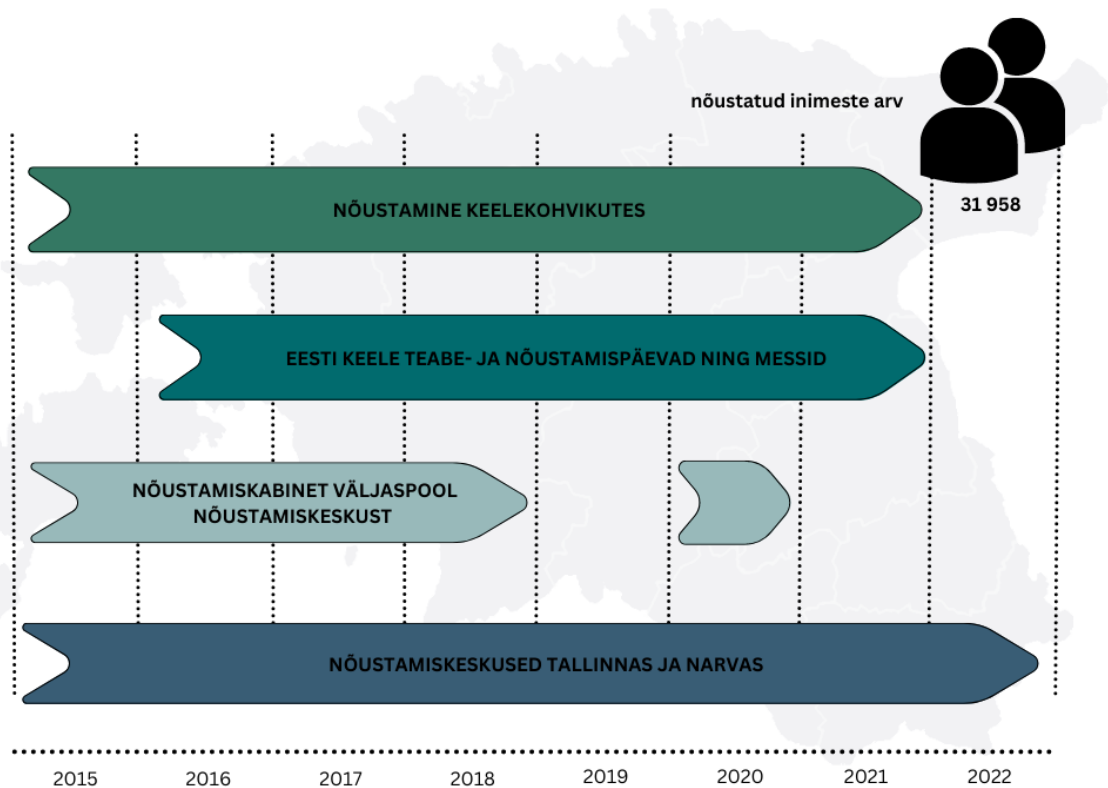 nõustatud inimeste arv
31 958
NÕUSTAMINE KEELEKOHVIKUTES
EESTI KEELE TEABE- JA NÕUSTAMISPÄEVAD NING MESSID
NÕUSTAMISKABINET VÄLJASPOOL
NÕUSTAMISKESKUST
NÕUSTAMISKESKUSED TALLINNAS JA NARVAS
2015 2016 2017 2018 2019 2020 2021 2022